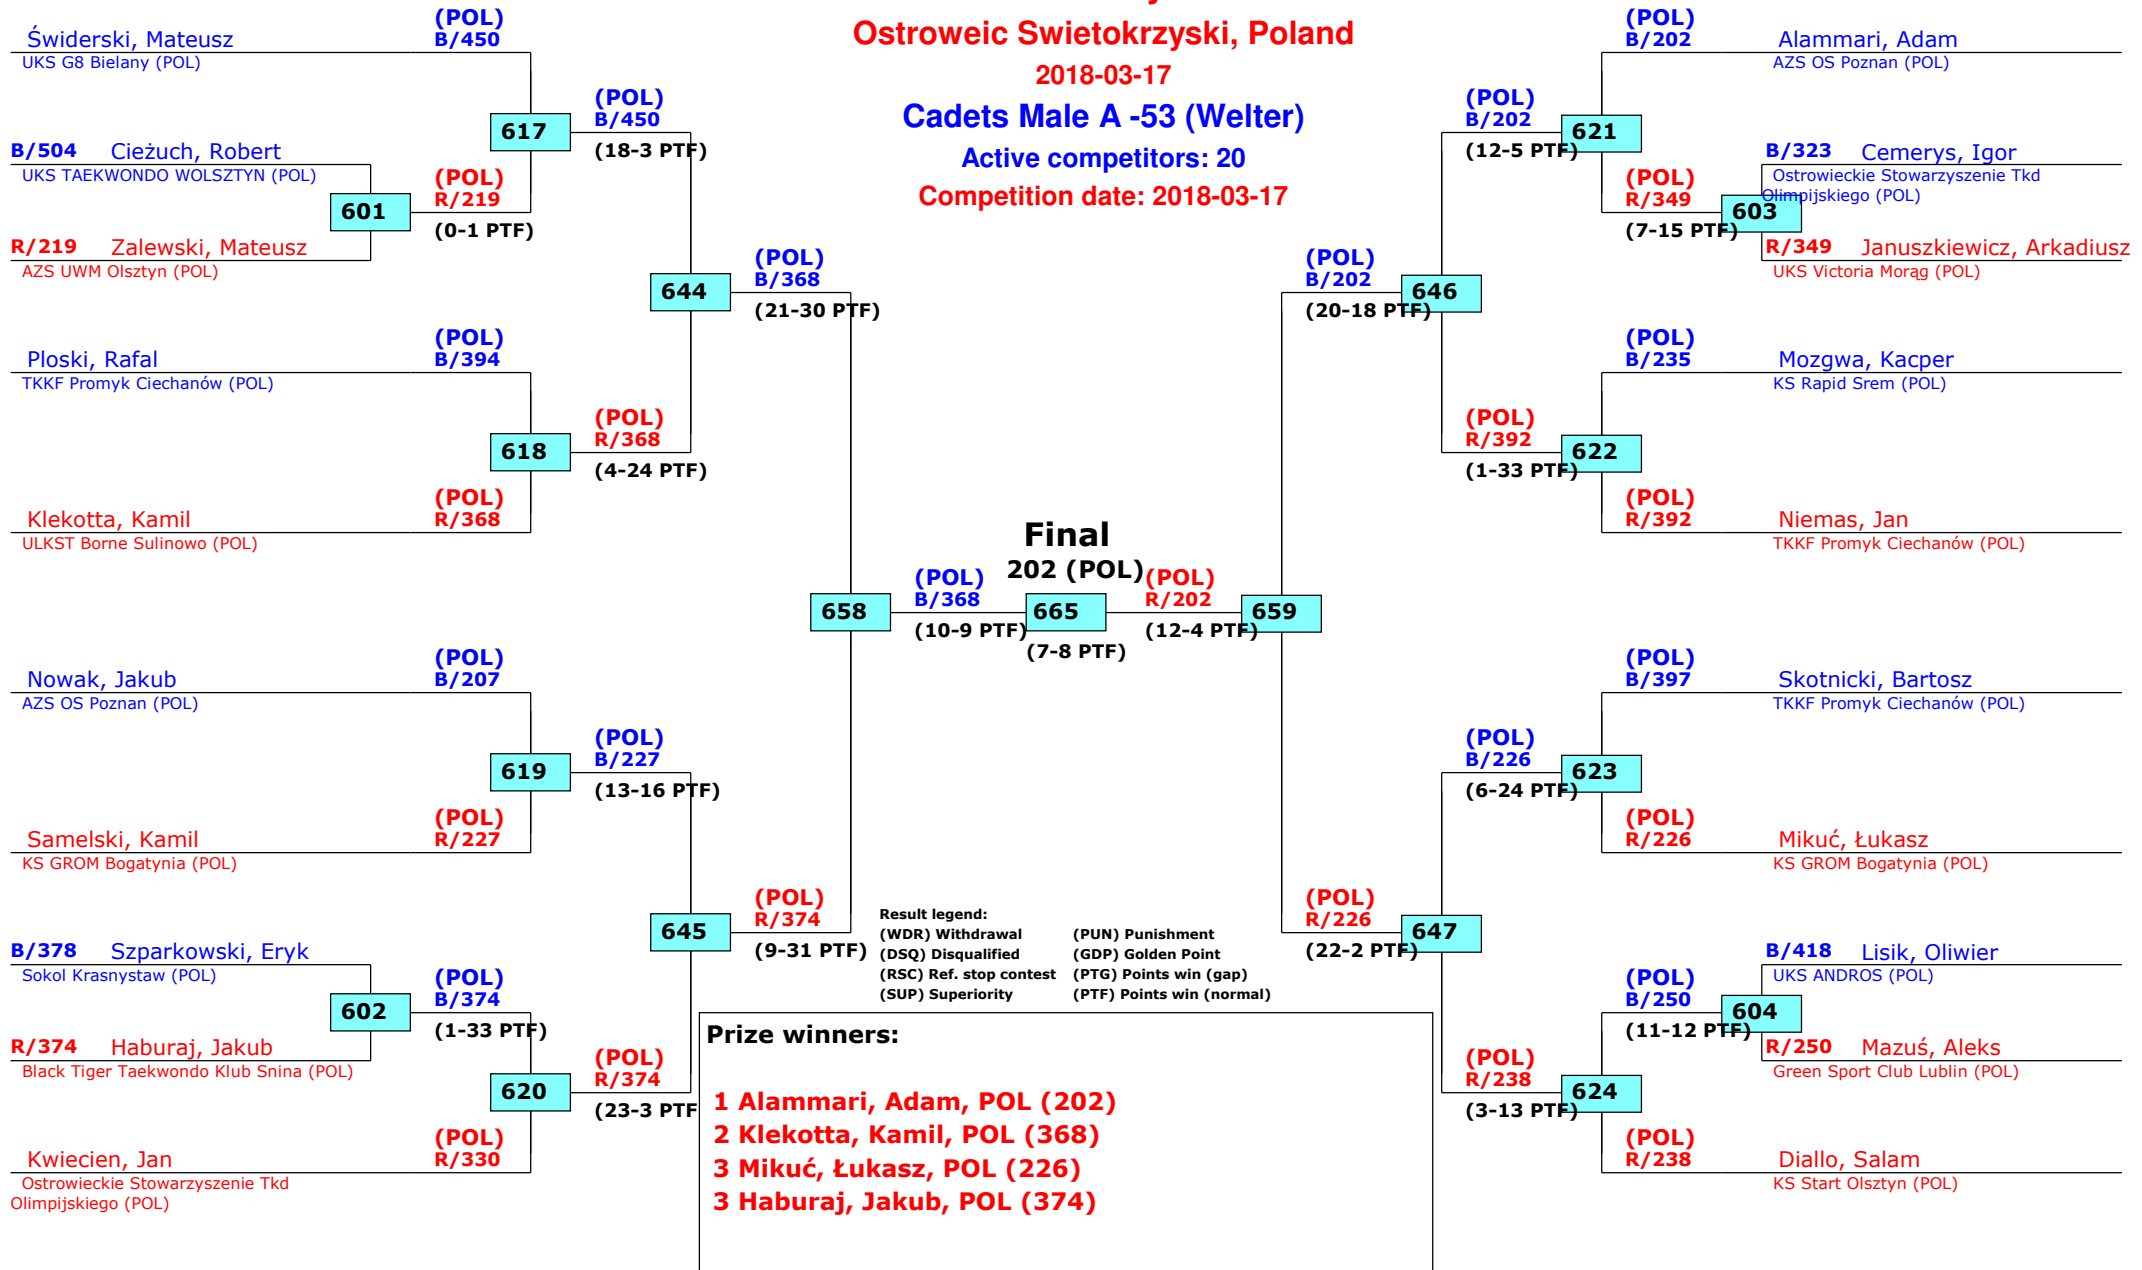 Ostroweic Swietokrzyski, Poland
2018-03-17
Cadets Male A -53 (Welter)
Active competitors: 20
Competition date: 2018-03-17
Świderski, Mateusz
UKS G8 Bielany (POL)
(POL)
B/450
B/504 Cieżuch, Robert
UKS TAEKWONDO WOLSZTYN (POL)
601
R/219 Zalewski, Mateusz
AZS UWM Olsztyn (POL)
(POL)
R/219
(0-1 PTF)
617
(POL)
B/450
(18-3 PTF)
Ploski, Rafal
TKKF Promyk Ciechanów (POL)
(POL)
B/394
618
Klekotta, Kamil
ULKST Borne Sulinowo (POL)
(POL)
R/368
(POL)
R/368
(4-24 PTF)
644
(POL)
B/368
(21-30 PTF)
Nowak, Jakub
AZS OS Poznan (POL)
(POL)
B/207
619
Samelski, Kamil
KS GROM Bogatynia (POL)
(POL)
R/227
(POL)
B/227
(13-16 PTF)
B/378 Szparkowski, Eryk
Sokol Krasnystaw (POL)
602
R/374 Haburaj, Jakub
Black Tiger Taekwondo Klub Snina (POL)
(POL)
B/374
(1-33 PTF)
620
Kwiecien, Jan
Ostrowieckie Stowarzyszenie Tkd
Olimpijskiego (POL)
(POL)
R/330
(POL)
R/374
(23-3 PTF
645
(POL)
R/374
(9-31 PTF)
658
(POL)
B/368
(10-9 PTF)
Final
202 (POL)
665
(7-8 PTF)
(POL)
R/202
(12-4 PTF)
659
(POL)
B/202
(20-18 PTF)
646
(POL)
B/202
(12-5 PTF)
621
(POL)
B/202
Alammari, Adam
AZS OS Poznan (POL)
(POL)
R/349
(7-15 PTF)
603
B/323 Cemerys, Igor
Ostrowieckie Stowarzyszenie Tkd
Olimpijskiego (POL)
R/349 Januszkiewicz, Arkadiusz
UKS Victoria Morąg (POL)
(POL)
R/392
(1-33 PTF)
622
(POL)
B/235
Mozgwa, Kacper
KS Rapid Srem (POL)
(POL)
R/392
Niemas, Jan
TKKF Promyk Ciechanów (POL)
(POL)
R/226
(22-2 PTF)
647
(POL)
B/226
(6-24 PTF)
623
(POL)
B/397
Skotnicki, Bartosz
TKKF Promyk Ciechanów (POL)
(POL)
R/226
Mikuć, Łukasz
KS GROM Bogatynia (POL)
(POL)
R/238
(3-13 PTF)
624
(POL)
B/250
(11-12 PTF)
604
B/418 Lisik, Oliwier
UKS ANDROS (POL)
R/250 Mazuś, Aleks
Green Sport Club Lublin (POL)
(POL)
R/238
Diallo, Salam
KS Start Olsztyn (POL)
Result legend:
(WDR) Withdrawal (PUN) Punishment
(DSQ) Disqualified (GDP) Golden Point
(RSC) Ref. stop contest (PTG) Points win (gap)
(SUP) Superiority (PTF) Points win (normal)
Prize winners:
1 Alammari, Adam, POL (202)
2 Klekotta, Kamil, POL (368)
3 Mikuć, Łukasz, POL (226)
3 Haburaj, Jakub, POL (374)